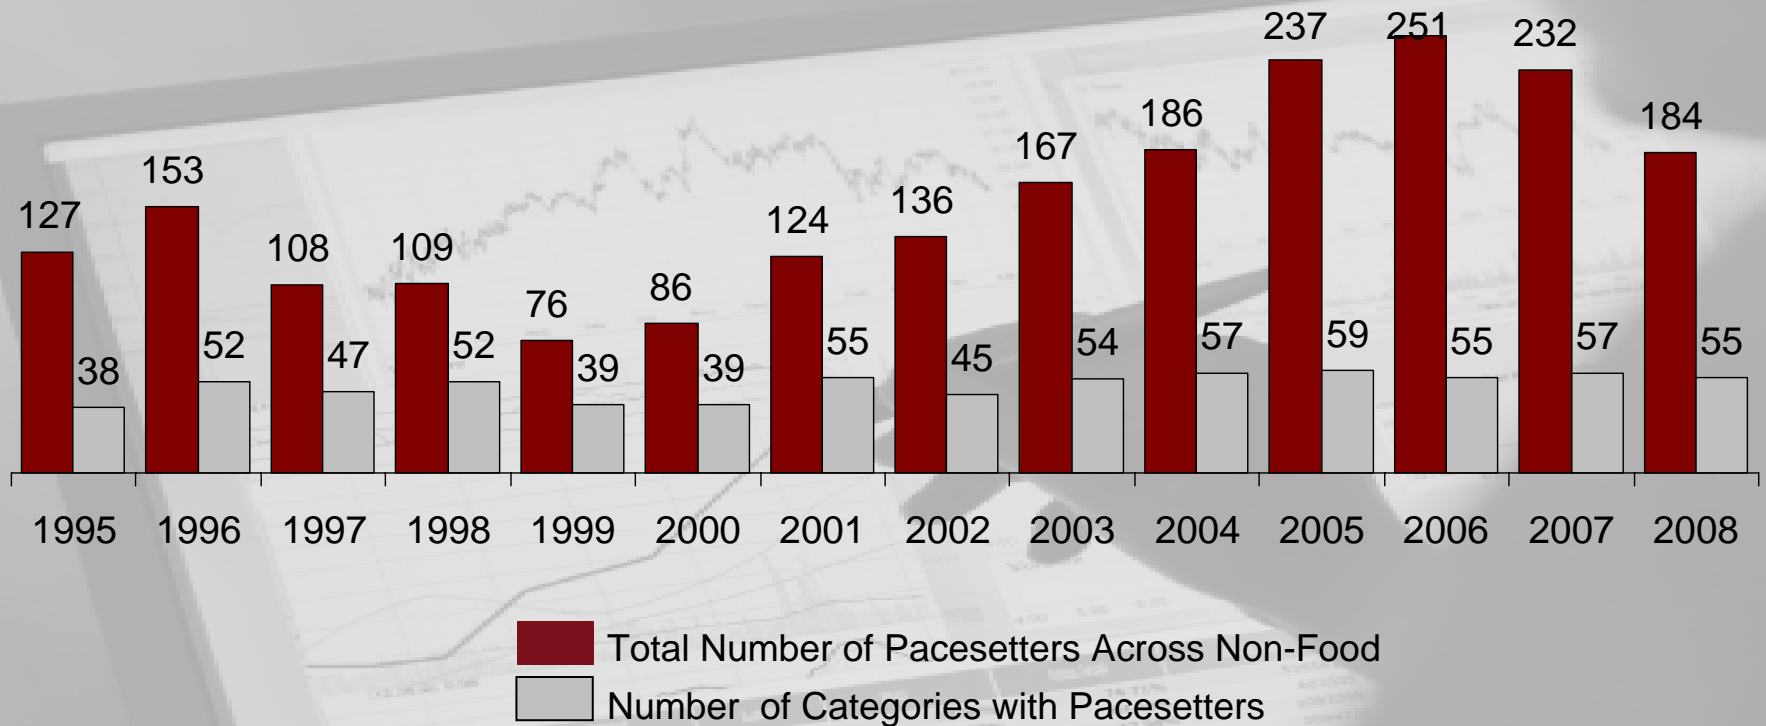 237 251 232
186 184
167
153
136
127 124
108 109
86
76
59
57 57
55 55 55
54
52 52
47 45
38 39 39
1995 1996 1997 1998 1999 2000 2001 2002 2003 2004 2005 2006 2007 2008
Total Number of Pacesetters Across Non-Food
Number of Categories with Pacesetters